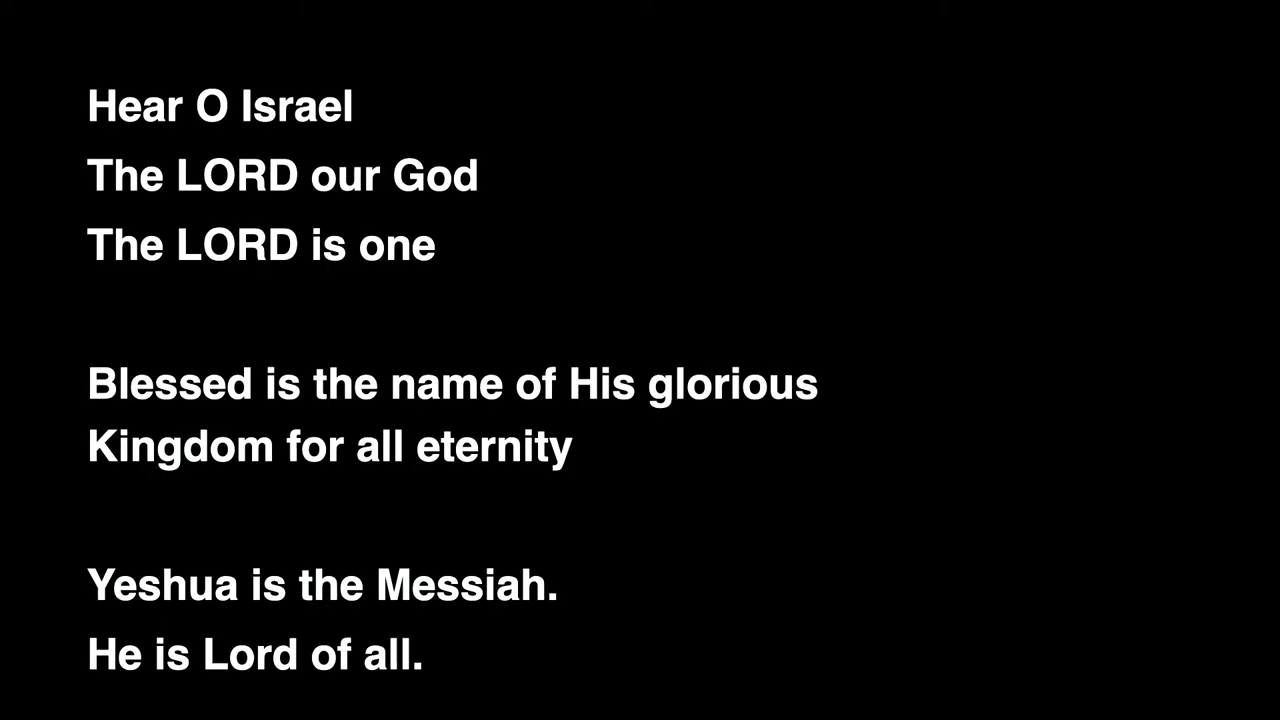 Hear O Israel
The LORD our God
The LORD is one
Blessed is the name of His glorious
Kingdom for all eternity
Yeshua is the Messiah.
He is Lord of all.